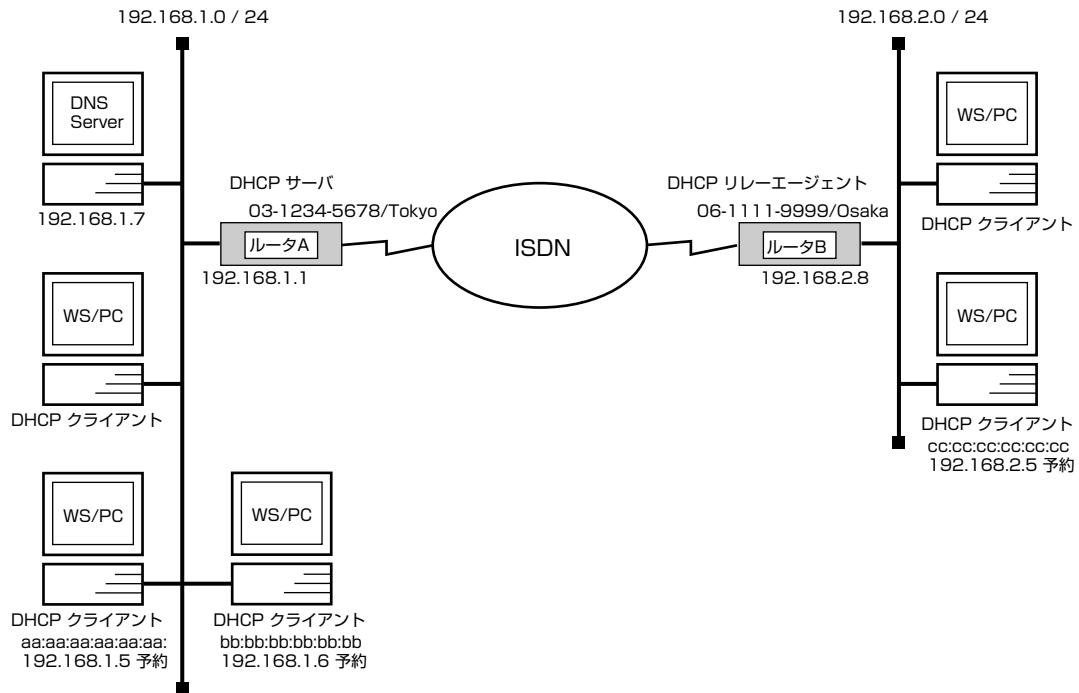 192.168.1.0 / 24
192.168.2.0 / 24
DNS
Server
192.168.1.7
DHCP サーバ
03-1234-5678/Tokyo
ルータA
192.168.1.1
ISDN
DHCP リレーエージェント
06-1111-9999/Osaka
ルータB
192.168.2.8
WS/PC
DHCP クライアント
WS/PC
DHCP クライアント
WS/PC
DHCP クライアント
cc:cc:cc:cc:cc:cc
192.168.2.5 予約
WS/PC
DHCP クライアント
aa:aa:aa:aa:aa:aa:
192.168.1.5 予約
WS/PC
DHCP クライアント
bb:bb:bb:bb:bb:bb
192.168.1.6 予約